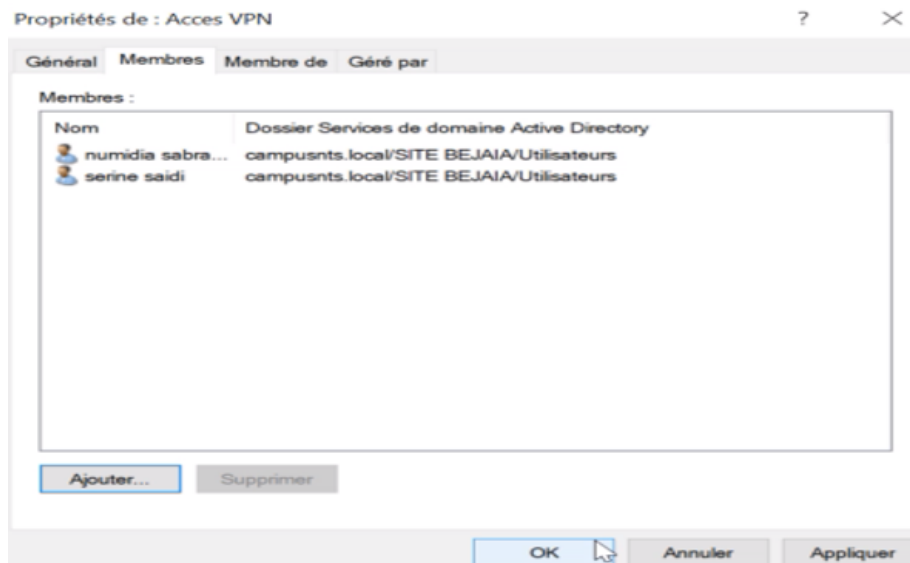 Propriétés de : Acces VPN ? ×
Général Membres Membre de Géré par
Membres :
Nom Dossier Services de domaine Active Directory
numidia sabra... campusnts.local/SITE BEJAIA/Utilisateurs
serine saidi campusnts.local/SITE BEJAIA/Utilisateurs
Ajouter... Supprimer
OK Annuler Appliquer